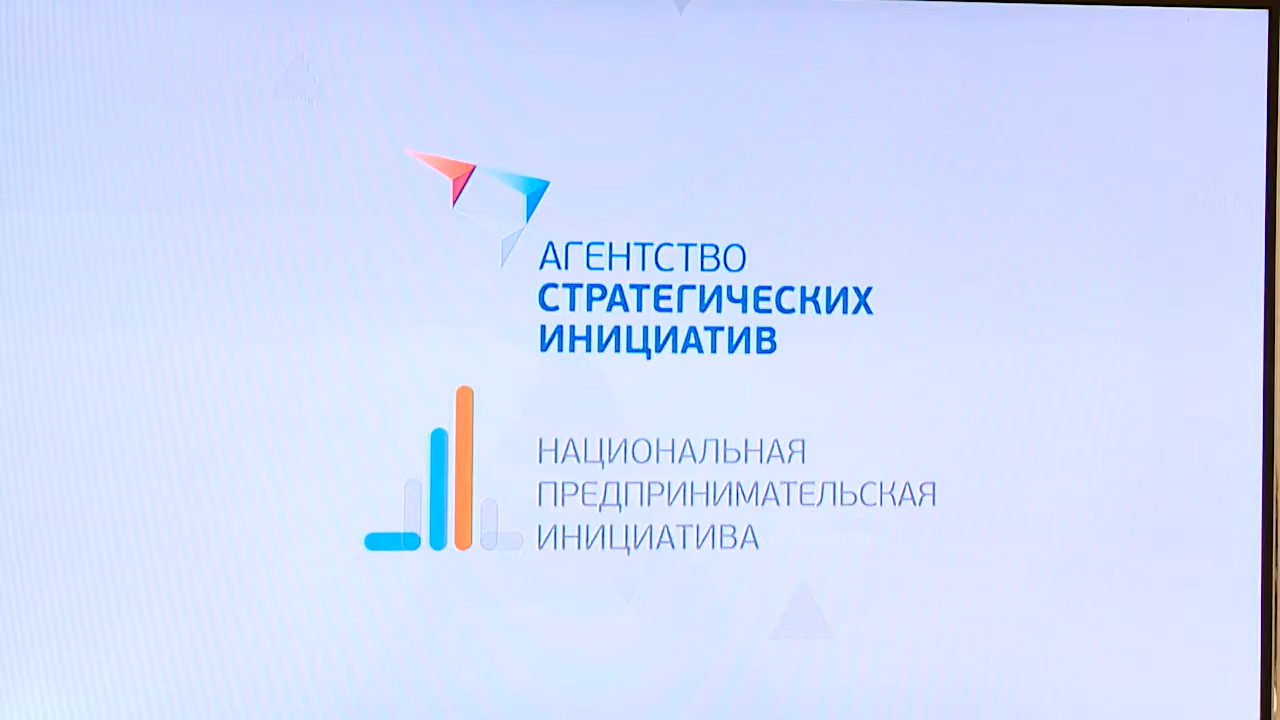 АГЕНТСТВО
СТРАТЕГИЧЕСКИХ
ИНИЦИАТИВ
НАЦИОНАЛЬНАЯ
ПРЕДПРИНИМАТЕЛЬСКАЯ
ИНИЦИАТИВА